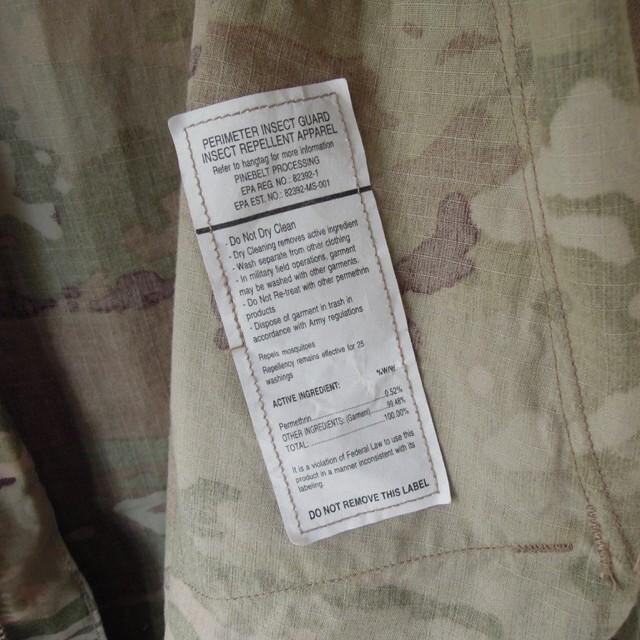 PERIMETER INSECT GUARD
INSECT REPELLENT APPAREL
Refer to hangtag for more information
PINEBELT PROCESSING
EPA REG. NO.: 82392-1
EPA EST. NO.: 82392-MS-001
- Do Not Dry Clean
- Dry Cleaning removes active ingredient
- Wash separate from other clothing
- In military field operations, garment
may be washed with other garments.
- Do Not Re-treat with other permethrin
products
- Dispose of garment in trash in
accordance with Army regulations
Repels mosquitoes
Repellency remains effective for 25
washings
ACTIVE INGREDIENT: %W/W
Permethrin 0.52%
OTHER INGREDIENTS: (Garment) 99.48%
TOTAL: 100.00%
It is a violation of Federal Law to use this
product in a manner inconsistent with its
labeling
DO NOT REMOVE THIS LABEL